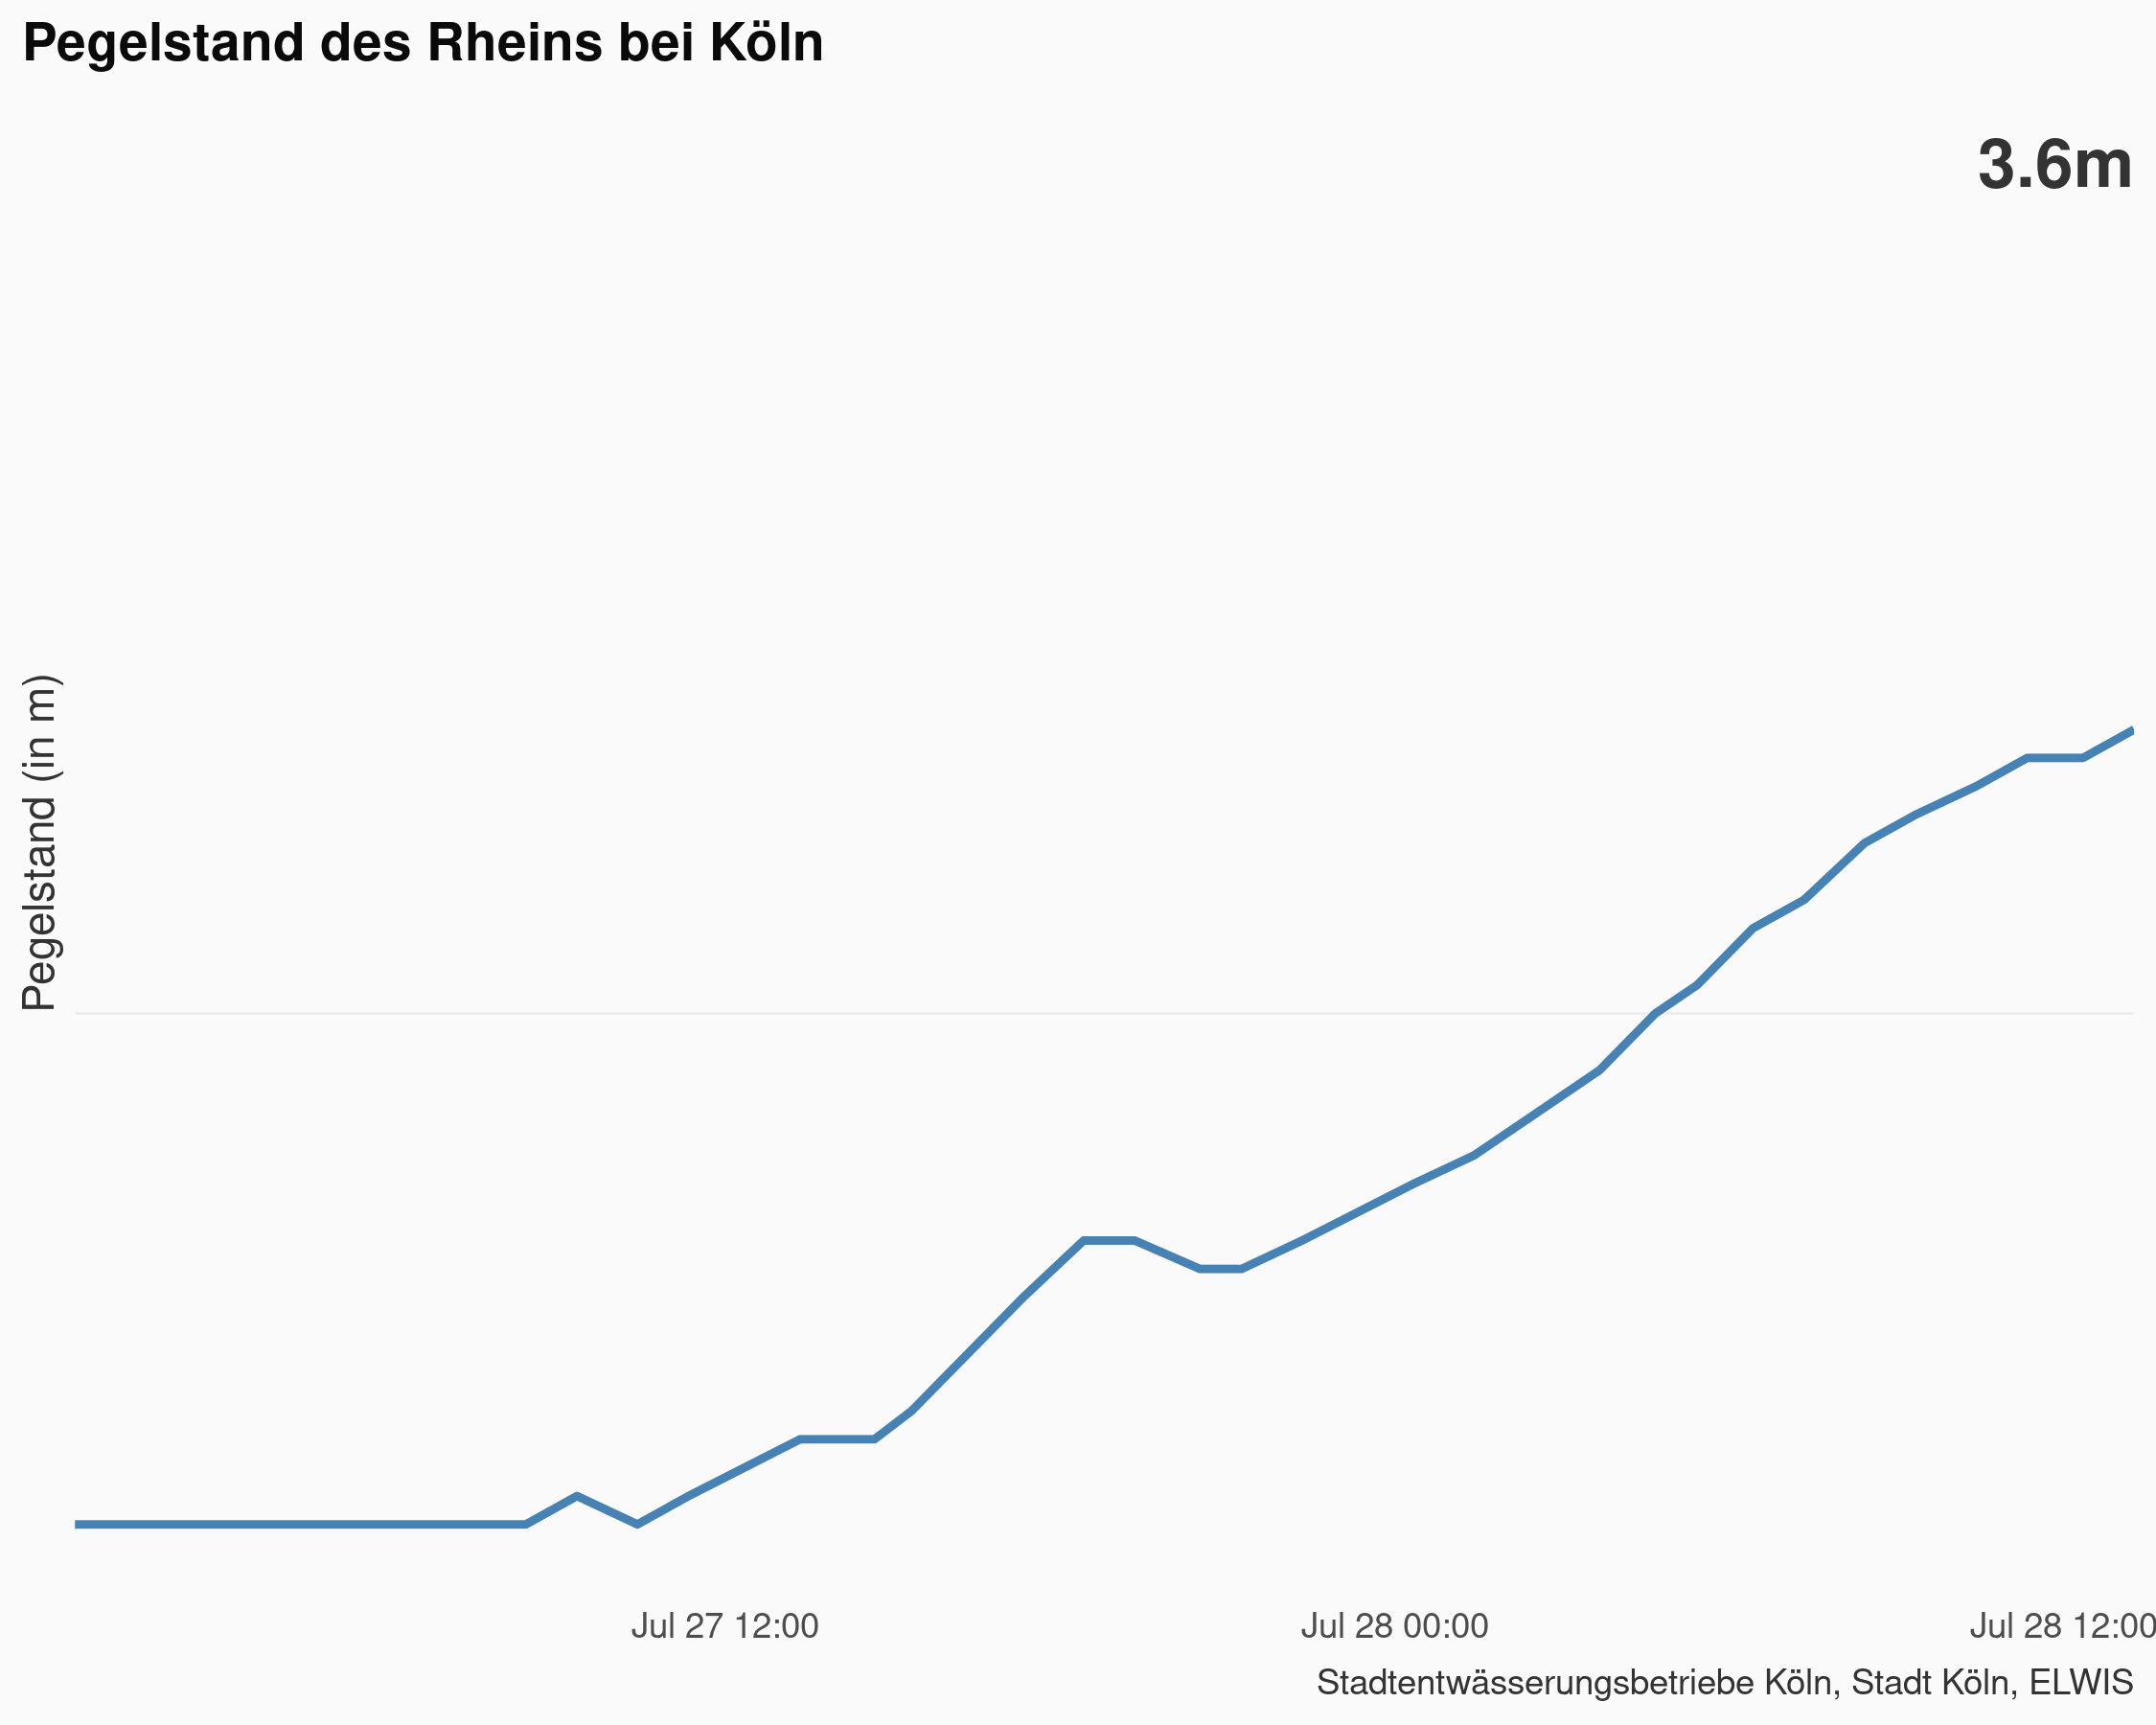 Pegelstand des Rheins bei Köln
3.6m
Pegelstand (in m)
Jul 27 12:00
Jul 28 00:00
Jul 28 12:00
Stadtentwässerungsbetriebe Köln, Stadt Köln, ELWIS